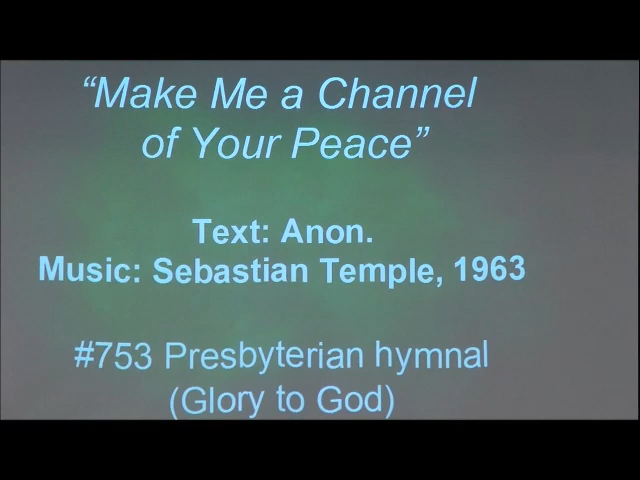 “Make Me a Channel
of Your Peace”
Text: Anon.
Music: Sebastian Temple, 1963
#753 Presbyterian hymnal
(Glory to God)